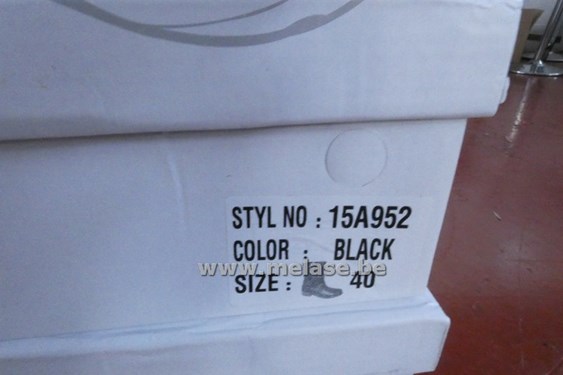 STYL NO : 15A952
COLOR : BLACK
www.melase.be
SIZE : 40